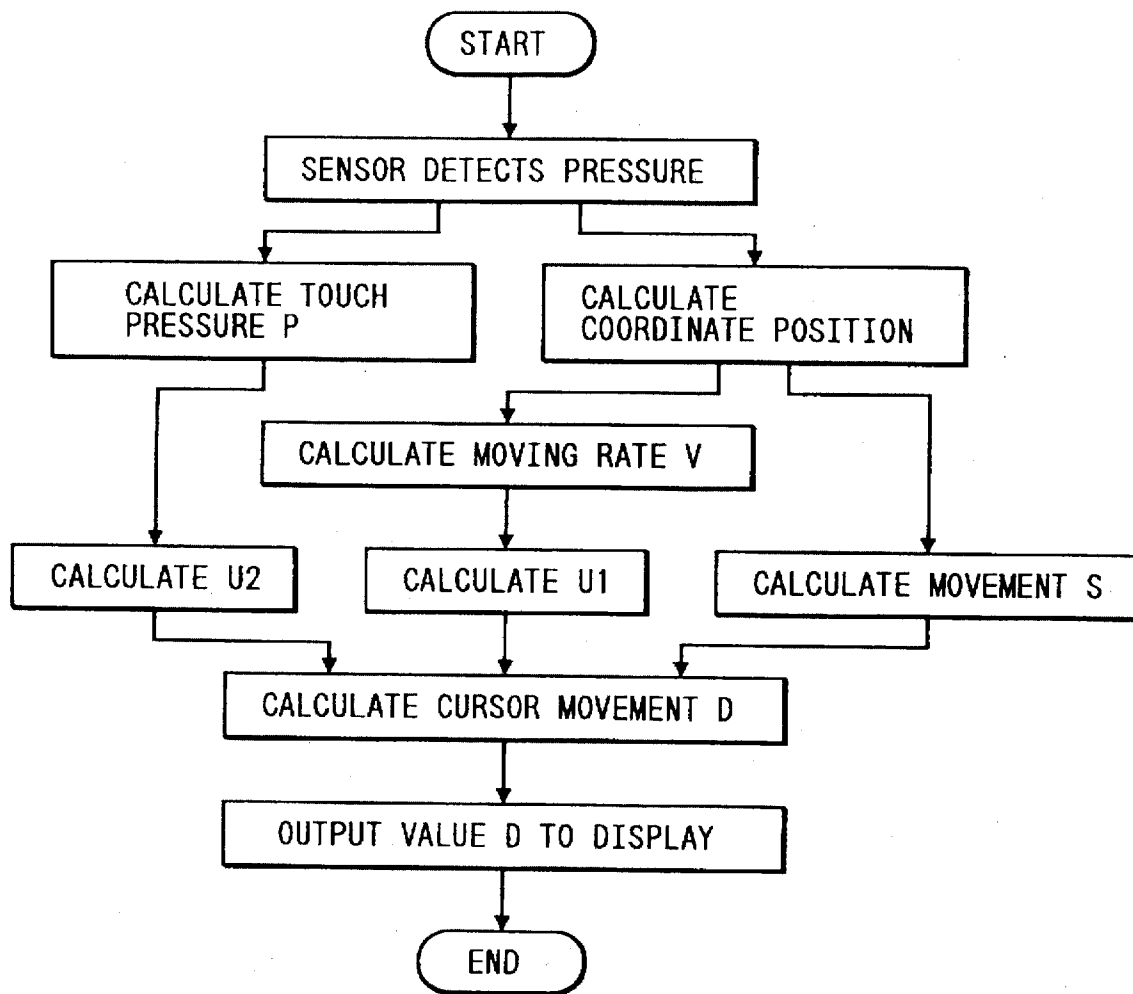 START
SENSOR DETECTS PRESSURE
CALCULATE TOUCH
PRESSURE P
CALCULATE
COORDINATE POSITION
CALCULATE MOVING RATE V
CALCULATE U2
CALCULATE U1
CALCULATE MOVEMENT S
CALCULATE CURSOR MOVEMENT D
OUTPUT VALUE D TO DISPLAY
END